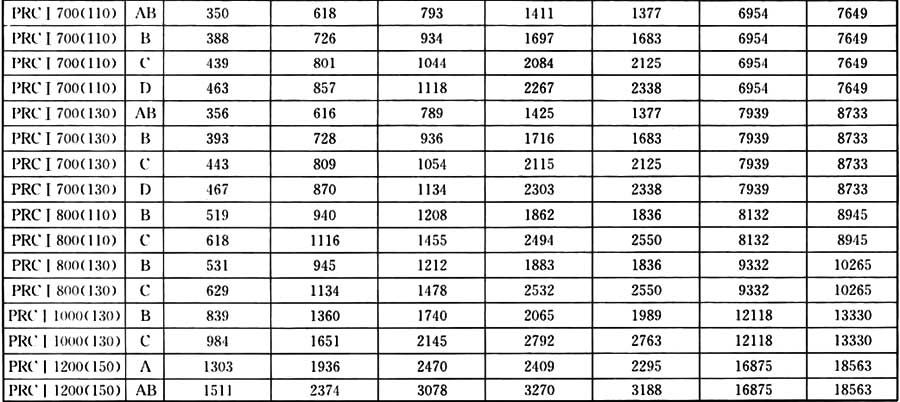 PRC Ⅰ 700(110) AB 350 618 793 1411 1377 6954 7649
PRC Ⅰ 700(110) B 388 726 934 1697 1683 6954 7649
PRC Ⅰ 700(110) C 439 801 1044 2084 2125 6954 7649
PRC Ⅰ 700(110) D 463 857 1118 2267 2338 6954 7649
PRC Ⅰ 700(130) AB 356 616 789 1425 1377 7939 8733
PRC Ⅰ 700(130) B 393 728 936 1716 1683 7939 8733
PRC Ⅰ 700(130) C 443 809 1054 2115 2125 7939 8733
PRC Ⅰ 700(130) D 467 870 1134 2303 2338 7939 8733
PRC Ⅰ 800(110) B 519 940 1208 1862 1836 8132 8945
PRC Ⅰ 800(110) C 618 1116 1455 2494 2550 8132 8945
PRC Ⅰ 800(130) B 531 945 1212 1883 1836 9332 10265
PRC Ⅰ 800(130) C 629 1134 1478 2532 2550 9332 10265
PRC Ⅰ 1000(130) B 839 1360 1740 2065 1989 12118 13330
PRC Ⅰ 1000(130) C 984 1651 2145 2792 2763 12118 13330
PRC Ⅰ 1200(150) A 1303 1936 2470 2409 2295 16875 18563
PRC Ⅰ 1200(150) AB 1511 2374 3078 3270 3188 16875 18563